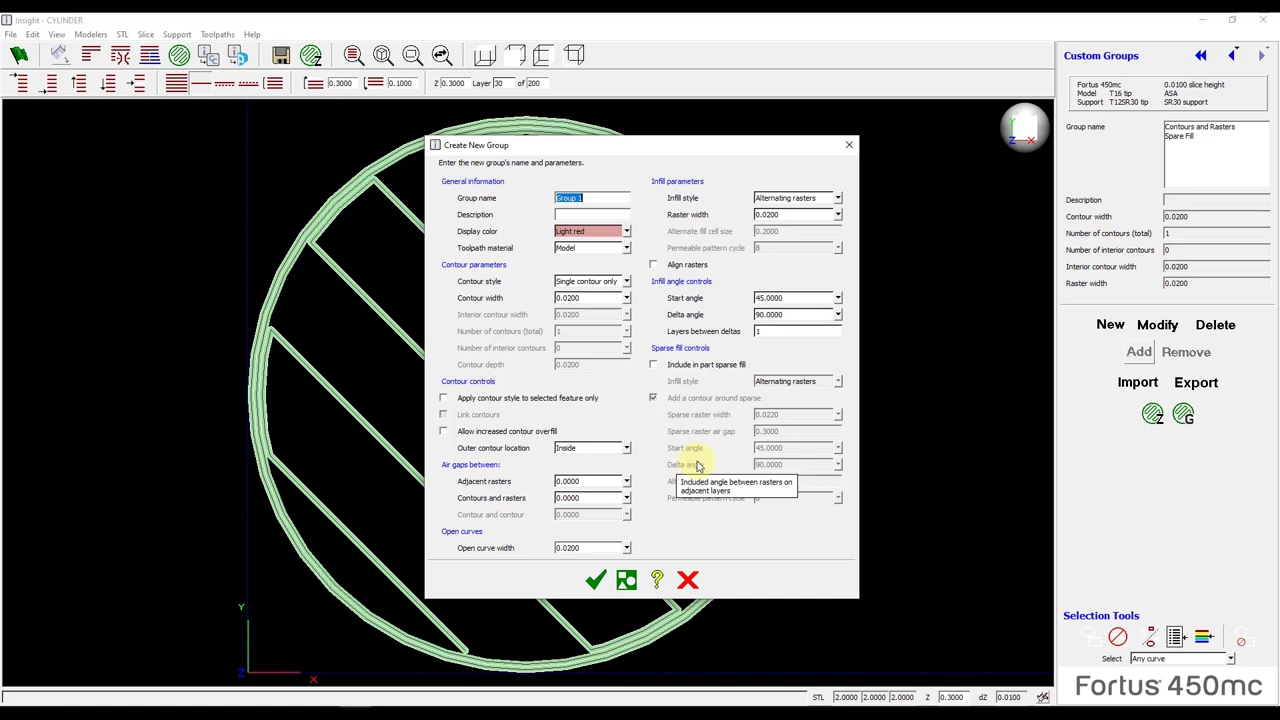 Insight - CYLINDER
File Edit View Modelers STL Slice Support Toolpaths Help
0.3000 0.1000 Z 0.3000 Layer 30 of 200
Create New Group
Enter the new group's name and parameters.
General information
Group name Group 1
Description
Display color Light red
Toolpath material Model
Contour parameters
Contour style Single contour only
Contour width 0.0200
Interior contour width 0.0200
Number of contours (total) 1
Number of interior contours 0
Contour depth 0.0200
Contour controls
Apply contour style to selected feature only
Link contours
Allow increased contour overfill
Outer contour location Inside
Air gaps between:
Adjacent rasters 0.0000
Contours and rasters 0.0000
Contour and contour 0.0000
Open curves
Open curve width 0.0200
Infill parameters
Infill style Alternating rasters
Raster width 0.0200
Alternate fill cell size 0.2000
Permeable pattern cycle 8
Align rasters
Infill angle controls
Start angle 45.0000
Delta angle 90.0000
Layers between deltas 1
Sparse fill controls
Include in part sparse fill
Infill style Alternating rasters
Add a contour around sparse
Sparse raster width 0.0220
Sparse raster air gap 0.3000
Start angle 45.0000
Delta 90.0000
Included angle between rasters on
adjacent layers
Custom Groups
Fortus 450mc 0.0100 slice height
Model T16 tip ASA
Support T12SR30 tip SR30 support
Group name Contours and Rasters
Spare Fill
Description
Contour width 0.0200
Number of contours (total) 1
Number of interior contours 0
Interior contour width 0.0200
Raster width 0.0200
New Modify Delete
Add Remove
Import Export
Selection Tools
Select Any curve
Fortus 450mc
Y
Z
X
STL 2.0000 2.0000 2.0000 Z 0.3000 dZ 0.0100